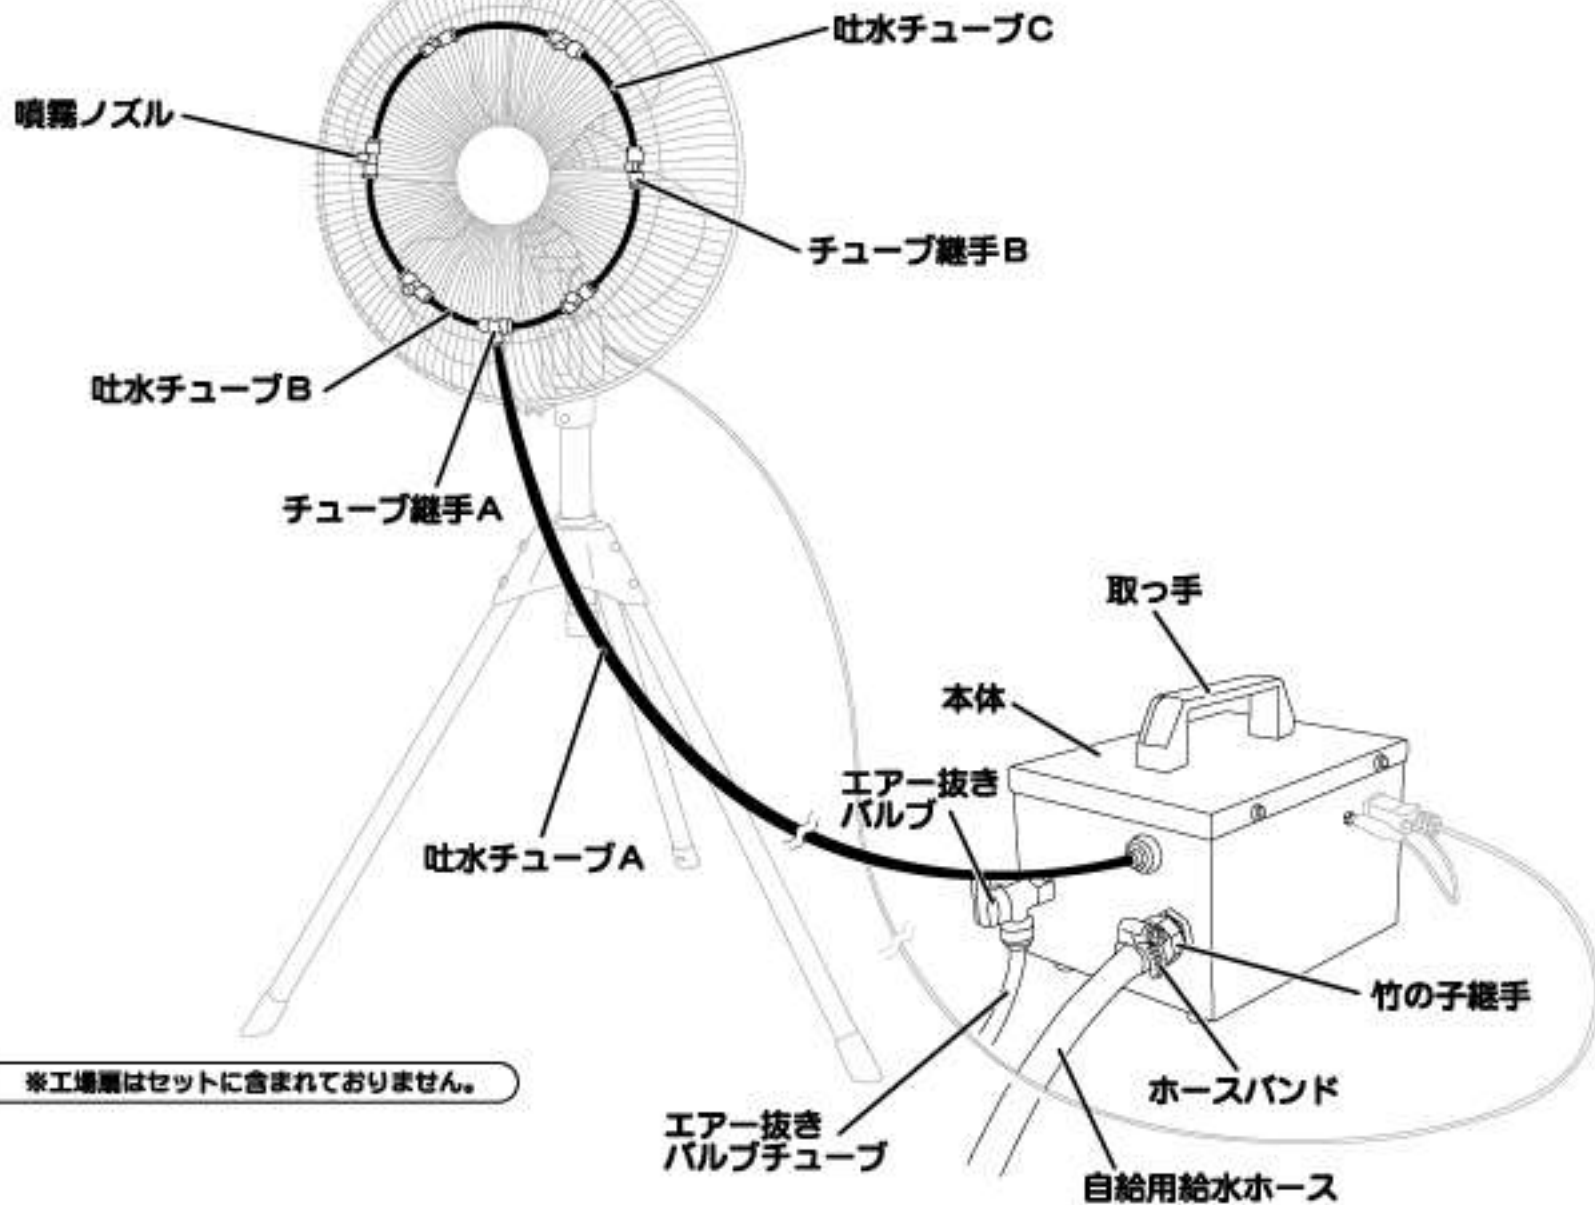 吐水チューブC
噴霧ノズル
チューブ継手B
吐水チューブB
チューブ継手A
取っ手
本体
エアー抜き
バルブ
吐水チューブA
竹の子継手
※工場扇はセットに含まれておりません。
ホースバンド
エアー抜き
バルブチューブ
自給用給水ホース